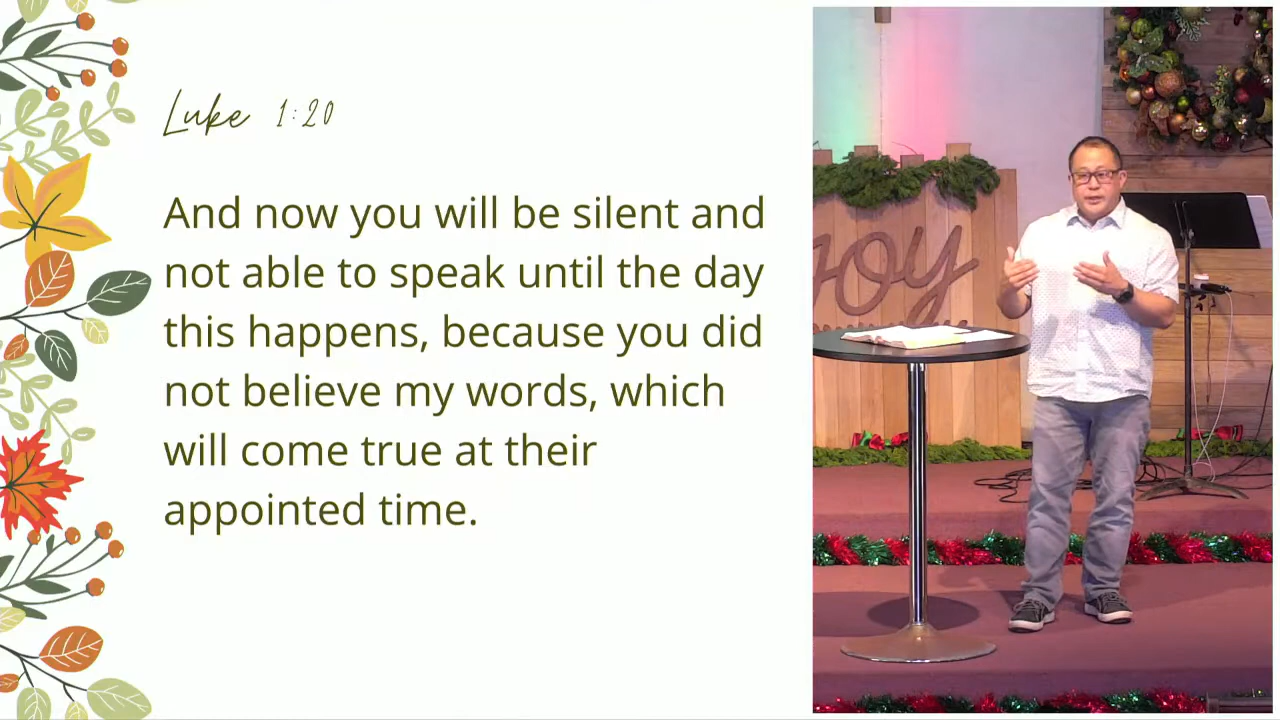 Luke 1:20
And now you will be silent and
not able to speak until the day
this happens, because you did
not believe my words, which
will come true at their
appointed time.
Joy